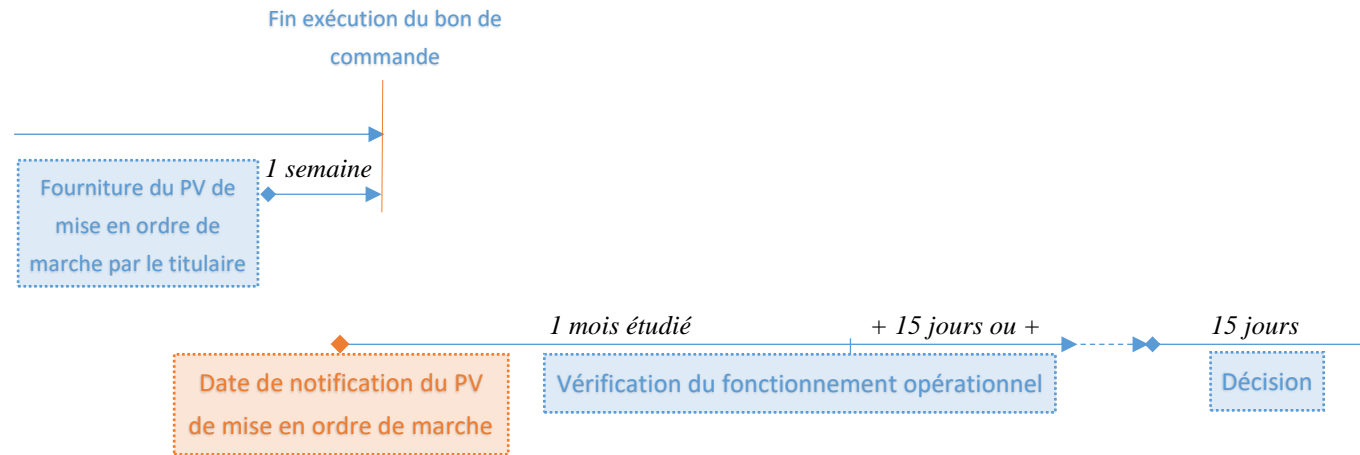 Fin exécution du bon de
commande
1 semaine
Fourniture du PV de
mise en ordre de
marche par le titulaire
1 mois étudié
+ 15 jours ou +
15 jours
Date de notification du PV
de mise en ordre de marche
Vérification du fonctionnement opérationnel
Décision